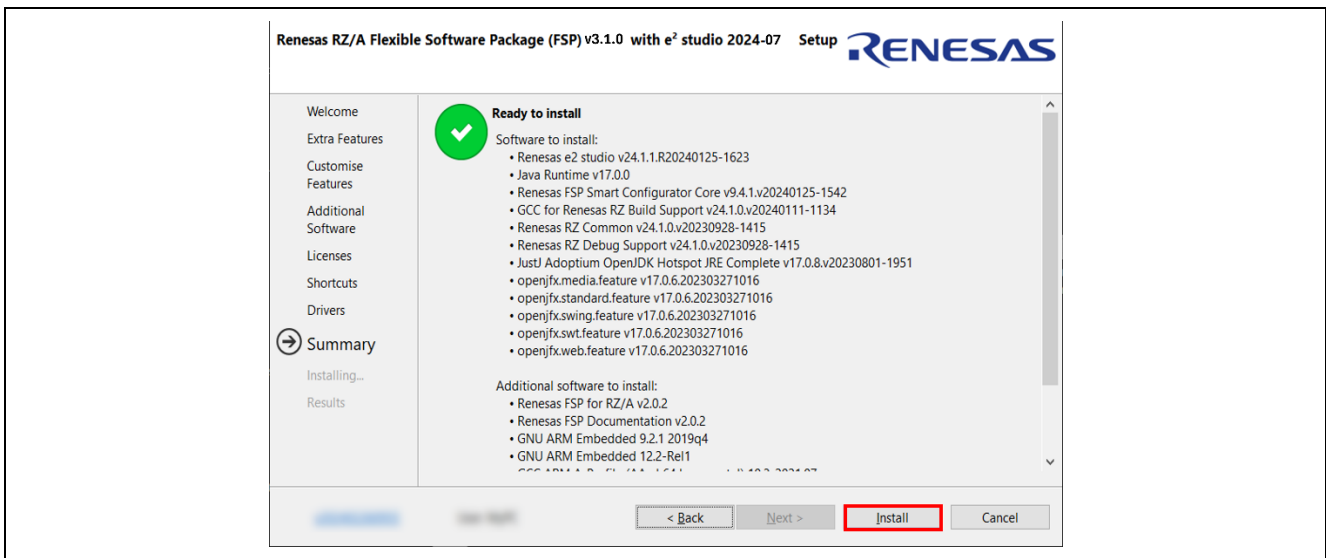 Renesas RZ/A Flexible Software Package (FSP) v3.1.0 with e² studio 2024-07 Setup
RENESAS
Welcome
Extra Features
Customise
Features
Additional
Software
Licenses
Shortcuts
Drivers
Summary
Installing...
Results
Ready to install
Software to install:
• Renesas e2 studio v24.1.1.R20240125-1623
• Java Runtime v17.0.0
• Renesas FSP Smart Configurator Core v9.4.1.v20240125-1542
• GCC for Renesas RZ Build Support v24.1.0.v20240111-1134
• Renesas RZ Common v24.1.0.v20230928-1415
• Renesas RZ Debug Support v24.1.0.v20230928-1415
• JustJ Adoptium OpenJDK Hotspot JRE Complete v17.0.8.v20230801-1951
• openjfx.media.feature v17.0.6.202303271016
• openjfx.standard.feature v17.0.6.202303271016
• openjfx.swing.feature v17.0.6.202303271016
• openjfx.swt.feature v17.0.6.202303271016
• openjfx.web.feature v17.0.6.202303271016
Additional software to install:
• Renesas FSP for RZ/A v2.0.2
• Renesas FSP Documentation v2.0.2
• GNU ARM Embedded 9.2.1 2019q4
• GNU ARM Embedded 12.2-Rel1
< Back
Next >
Install
Cancel